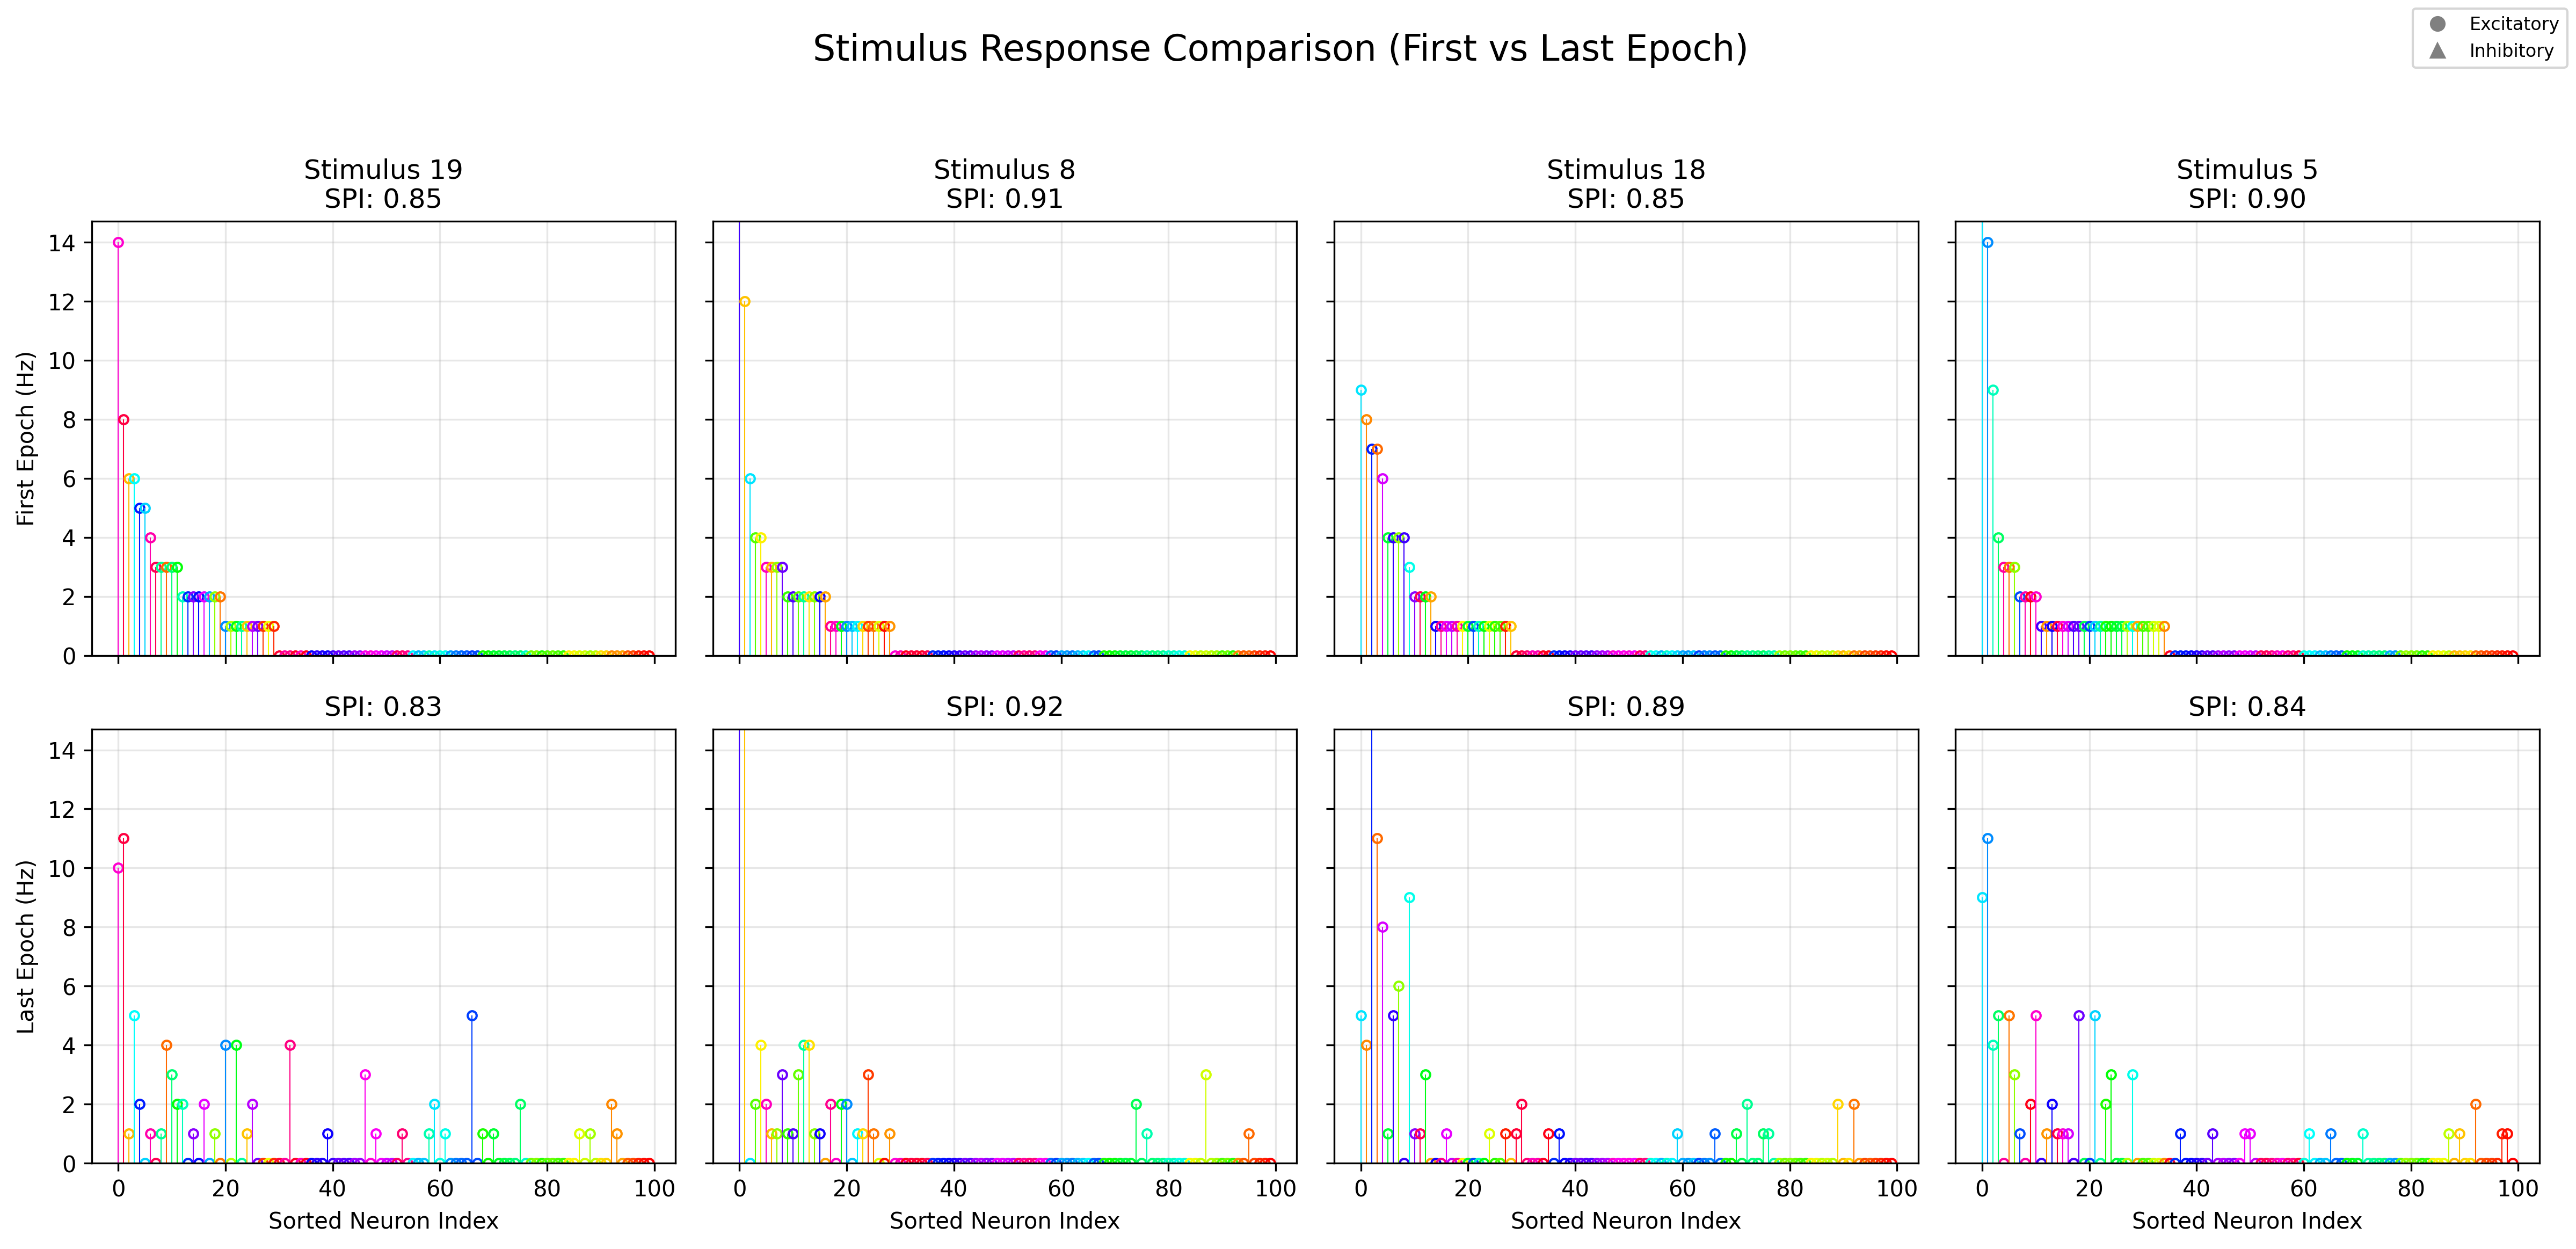 Stimulus Response Comparison (First vs Last Epoch)
Excitatory
Inhibitory
Stimulus 19
SPI: 0.85
Stimulus 8
SPI: 0.91
Stimulus 18
SPI: 0.85
Stimulus 5
SPI: 0.90
First Epoch (Hz)
14
12
10
8
6
4
2
0
SPI: 0.83
SPI: 0.92
SPI: 0.89
SPI: 0.84
Last Epoch (Hz)
14
12
10
8
6
4
2
0
0 20 40 60 80 100
0 20 40 60 80 100
0 20 40 60 80 100
0 20 40 60 80 100
Sorted Neuron Index
Sorted Neuron Index
Sorted Neuron Index
Sorted Neuron Index